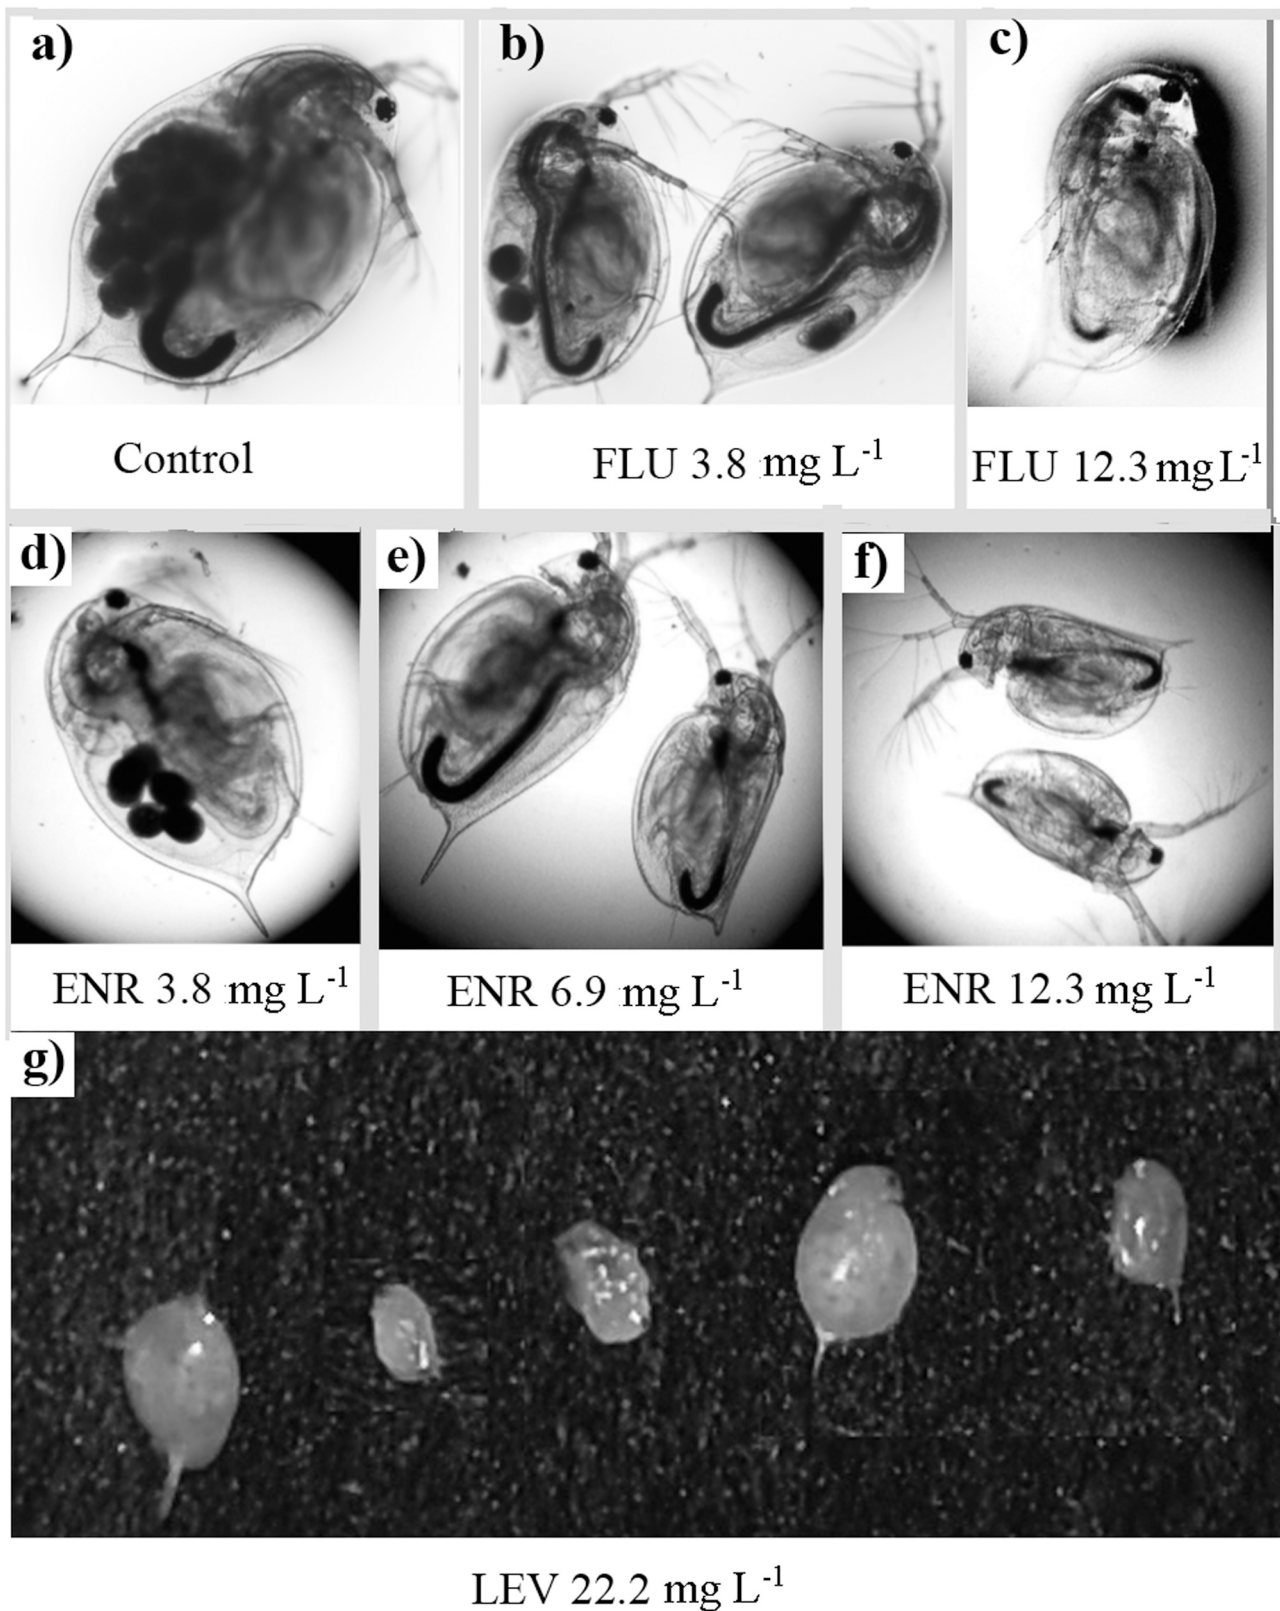 a)
b)
c)
Control
FLU 3.8 mg L⁻¹
FLU 12.3 mg L⁻¹
d)
e)
f)
ENR 3.8 mg L⁻¹
ENR 6.9 mg L⁻¹
ENR 12.3 mg L⁻¹
g)
LEV 22.2 mg L⁻¹